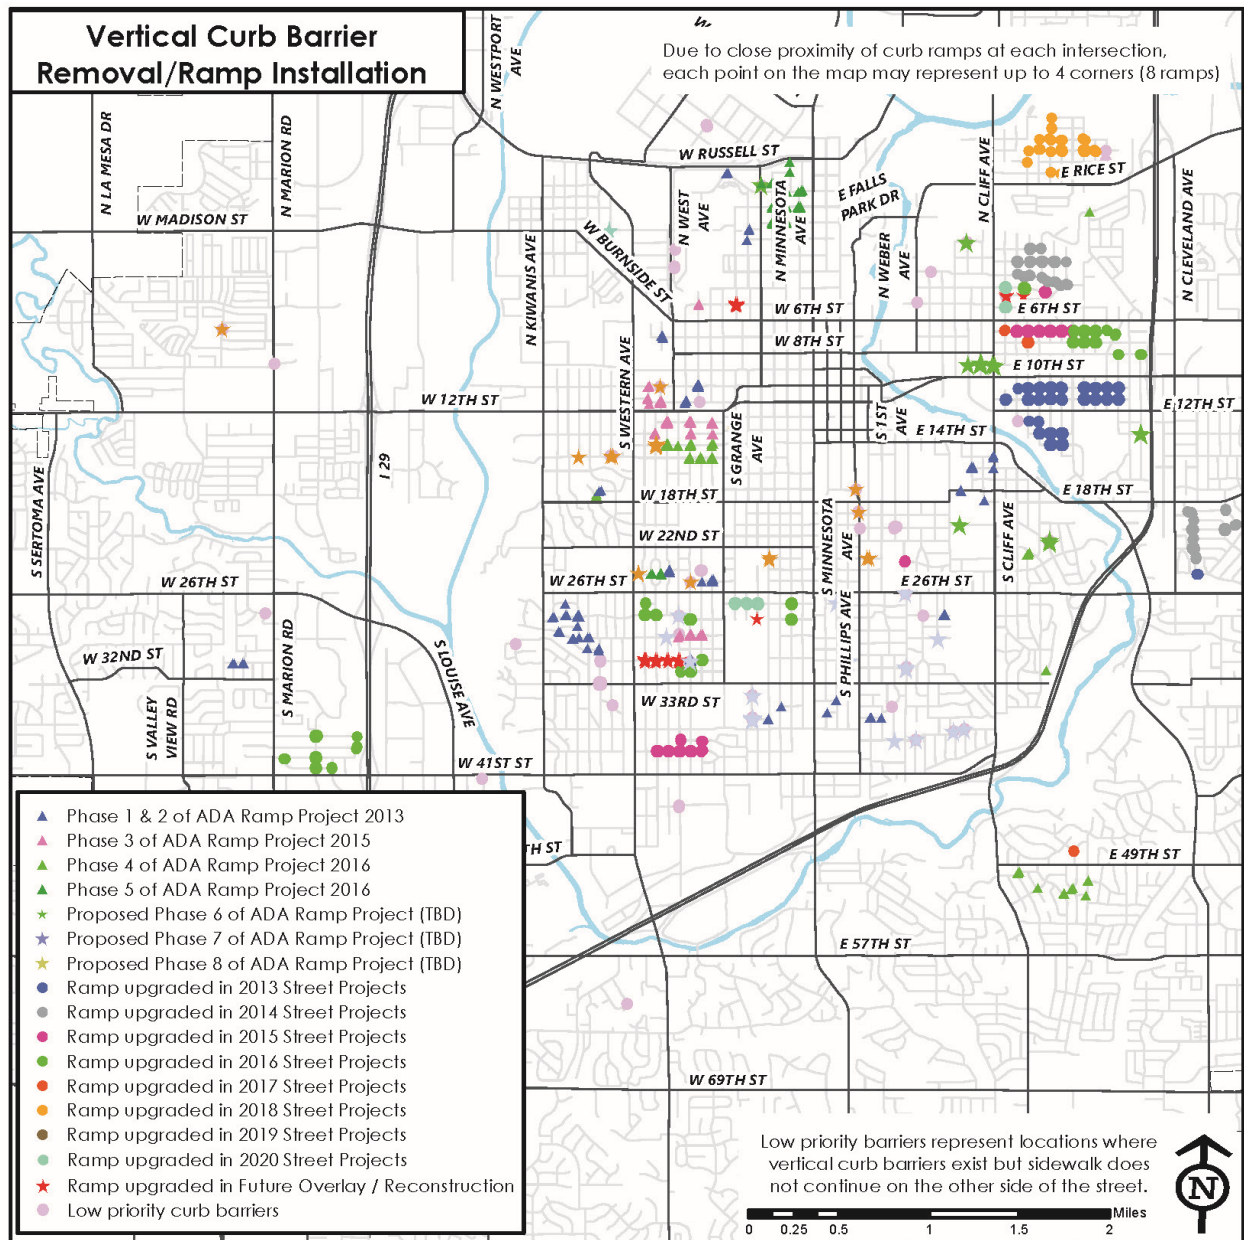 Vertical Curb Barrier
Removal/Ramp Installation
Due to close proximity of curb ramps at each intersection,
each point on the map may represent up to 4 corners (8 ramps)
N WESTPORT
AVE
W
N LA MESA DR
N MARION RD
W RUSSELL ST
N CLIFF AVE
E RICE ST
N CLEVELAND AVE
E FALLS
PARK DR
W MADISON ST
N WEST
AVE
N MINNESOTA
AVE
W BURNSIDE ST
N KIWANIS AVE
N WEBER
AVE
W 6TH ST
E 6TH ST
W 8TH ST
E 10TH ST
S WESTERN AVE
W 12TH ST
E 12TH ST
S 1ST
AVE
E 14TH ST
S GRANGE
AVE
I 29
S SERTOMA AVE
W 18TH ST
E 18TH ST
W 22ND ST
S MINNESOTA
AVE
S CLIFF AVE
W 26TH ST
W 26TH ST
E 26TH ST
S PHILLIPS AVE
W 32ND ST
S MARION RD
S LOUISE AVE
S VALLEY
VIEW RD
W 33RD ST
W 41ST ST
TH ST
E 49TH ST
E 57TH ST
W 69TH ST
Phase 1 & 2 of ADA Ramp Project 2013
Phase 3 of ADA Ramp Project 2015
Phase 4 of ADA Ramp Project 2016
Phase 5 of ADA Ramp Project 2016
Proposed Phase 6 of ADA Ramp Project (TBD)
Proposed Phase 7 of ADA Ramp Project (TBD)
Proposed Phase 8 of ADA Ramp Project (TBD)
Ramp upgraded in 2013 Street Projects
Ramp upgraded in 2014 Street Projects
Ramp upgraded in 2015 Street Projects
Ramp upgraded in 2016 Street Projects
Ramp upgraded in 2017 Street Projects
Ramp upgraded in 2018 Street Projects
Ramp upgraded in 2019 Street Projects
Ramp upgraded in 2020 Street Projects
Ramp upgraded in Future Overlay / Reconstruction
Low priority curb barriers
Low priority barriers represent locations where
vertical curb barriers exist but sidewalk does
not continue on the other side of the street.
N
Miles
0 0.25 0.5 1 1.5 2